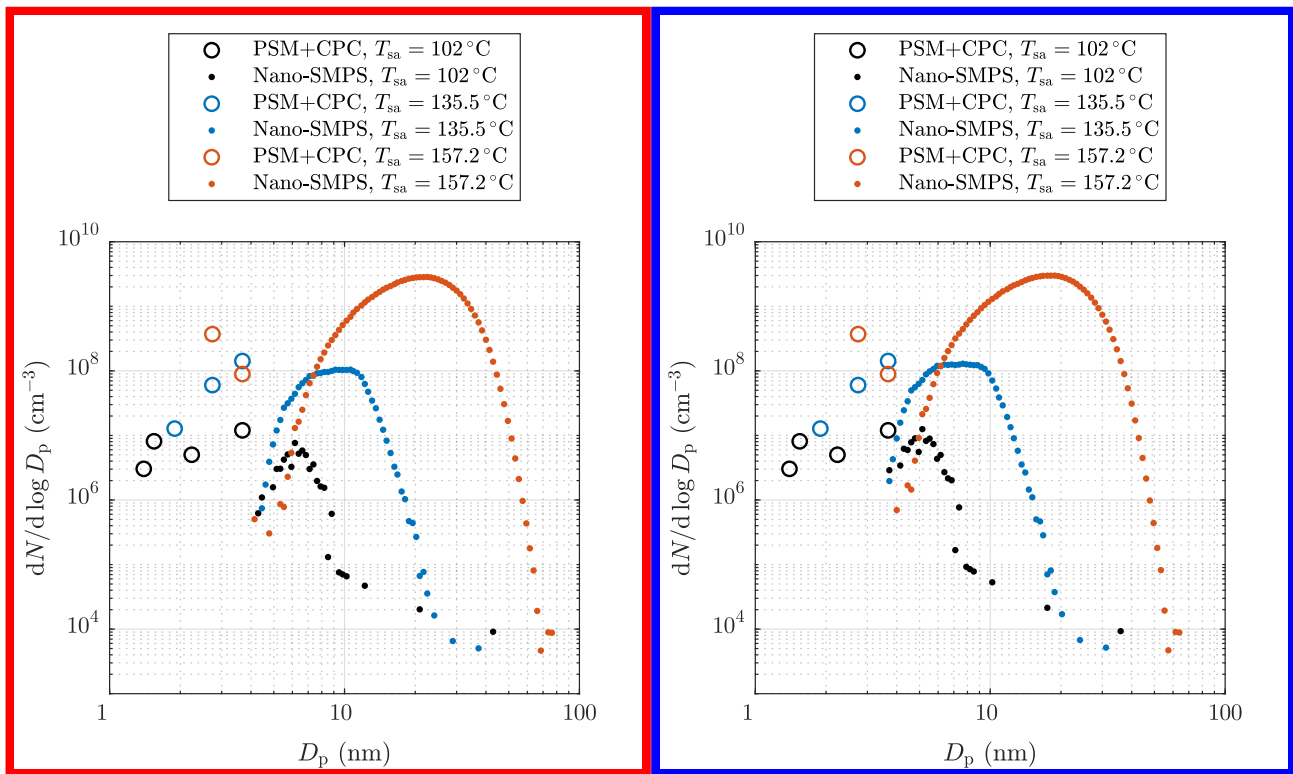 PSM+CPC, T_sa = 102 °C
Nano-SMPS, T_sa = 102 °C
PSM+CPC, T_sa = 135.5 °C
Nano-SMPS, T_sa = 135.5 °C
PSM+CPC, T_sa = 157.2 °C
Nano-SMPS, T_sa = 157.2 °C
10^10
10^8
10^6
10^4
dN/d log D_p (cm^−3)
1
10
100
D_p (nm)
PSM+CPC, T_sa = 102 °C
Nano-SMPS, T_sa = 102 °C
PSM+CPC, T_sa = 135.5 °C
Nano-SMPS, T_sa = 135.5 °C
PSM+CPC, T_sa = 157.2 °C
Nano-SMPS, T_sa = 157.2 °C
10^10
10^8
10^6
10^4
dN/d log D_p (cm^−3)
1
10
100
D_p (nm)